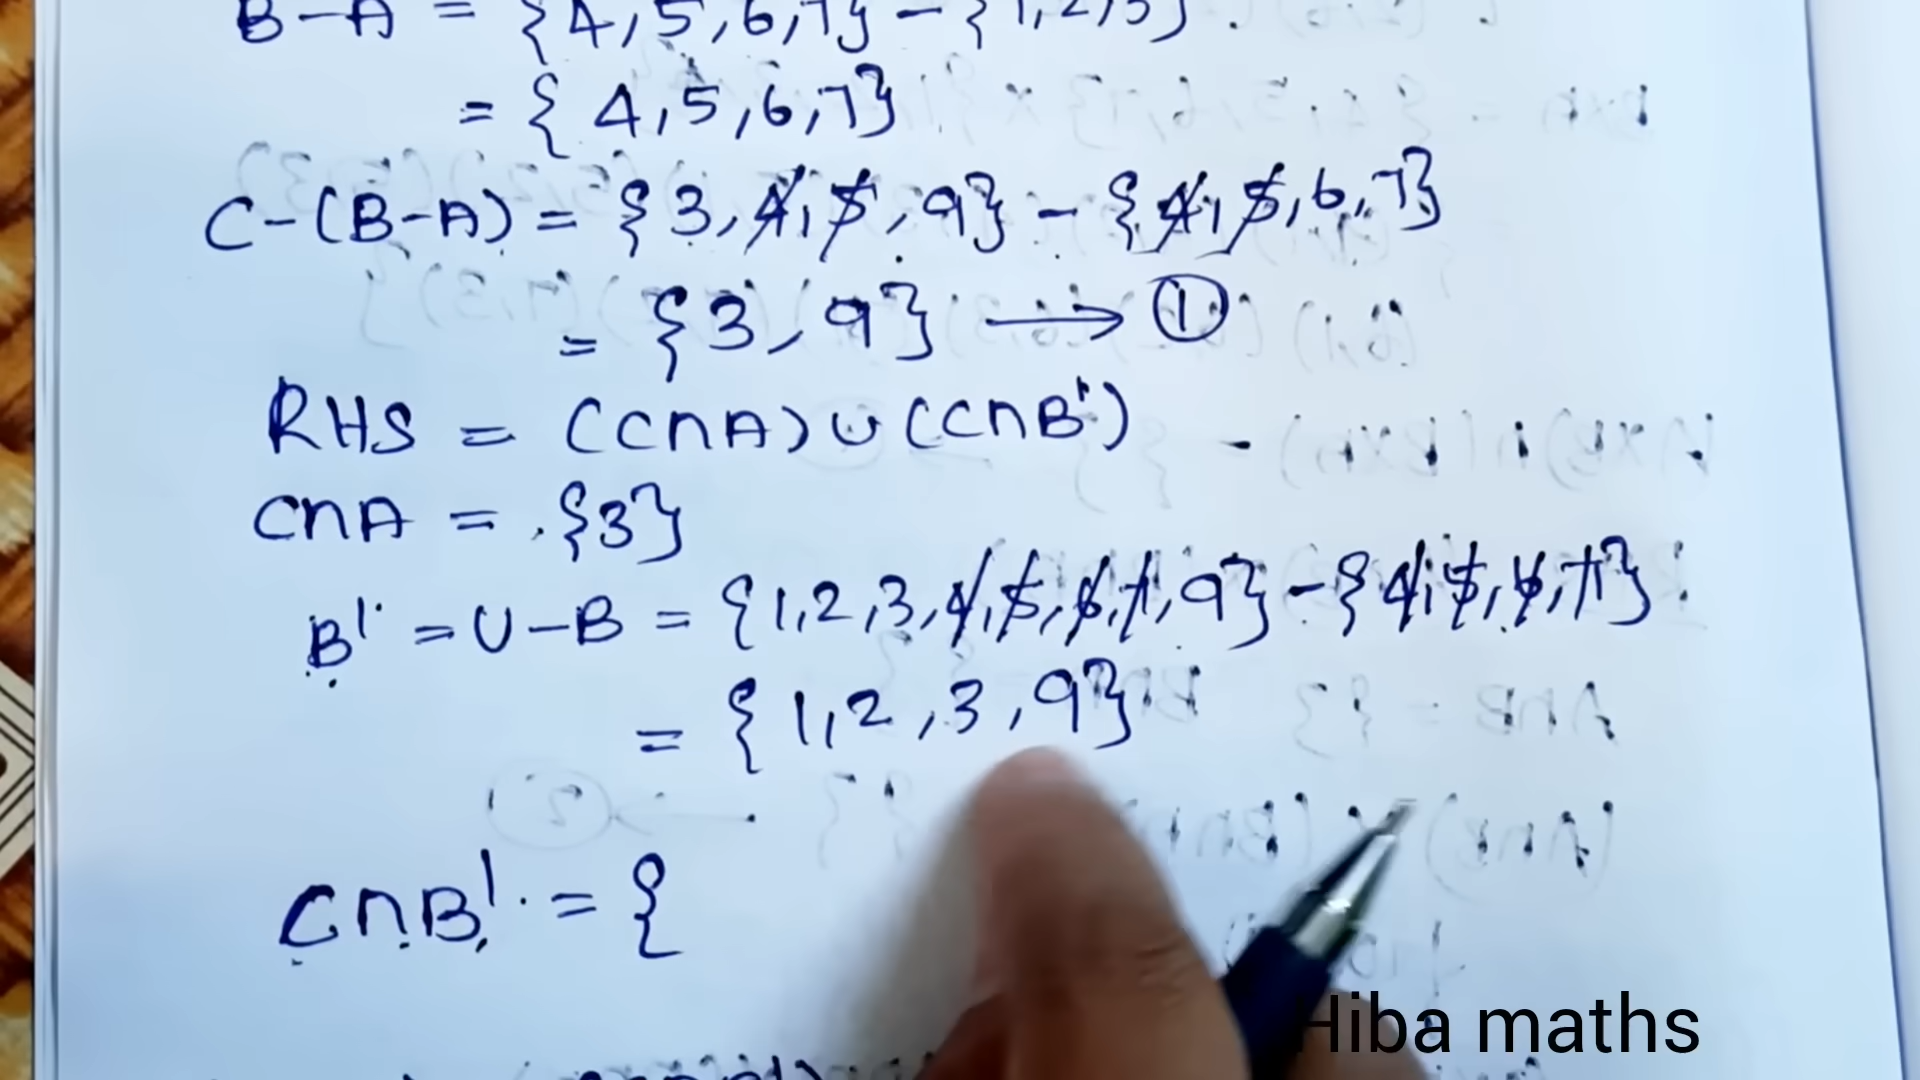 B-A = {4,5,6,7} - {1,2,3}.
= {4,5,6,7}
C-(B-A) = {3,4,5,9} - {4,5,6,7}
= {3,9} → ①
RHS = (C∩A)∪(C∩B')
C∩A = {3}
B' = U-B = {1,2,3,4,5,6,7,9} - {4,5,6,7}
= {1,2,3,9}
C∩B' = {
Hiba maths